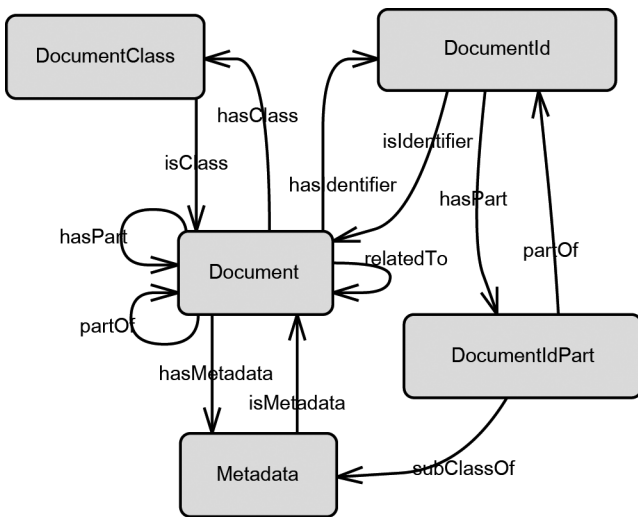 DocumentId
DocumentClass
hasClass
isIdentifier
isClass
hasIdentifier
hasPart
hasPart
partOf
relatedTo
Document
partOf
DocumentIdPart
hasMetadata
isMetadata
subClassOf
Metadata